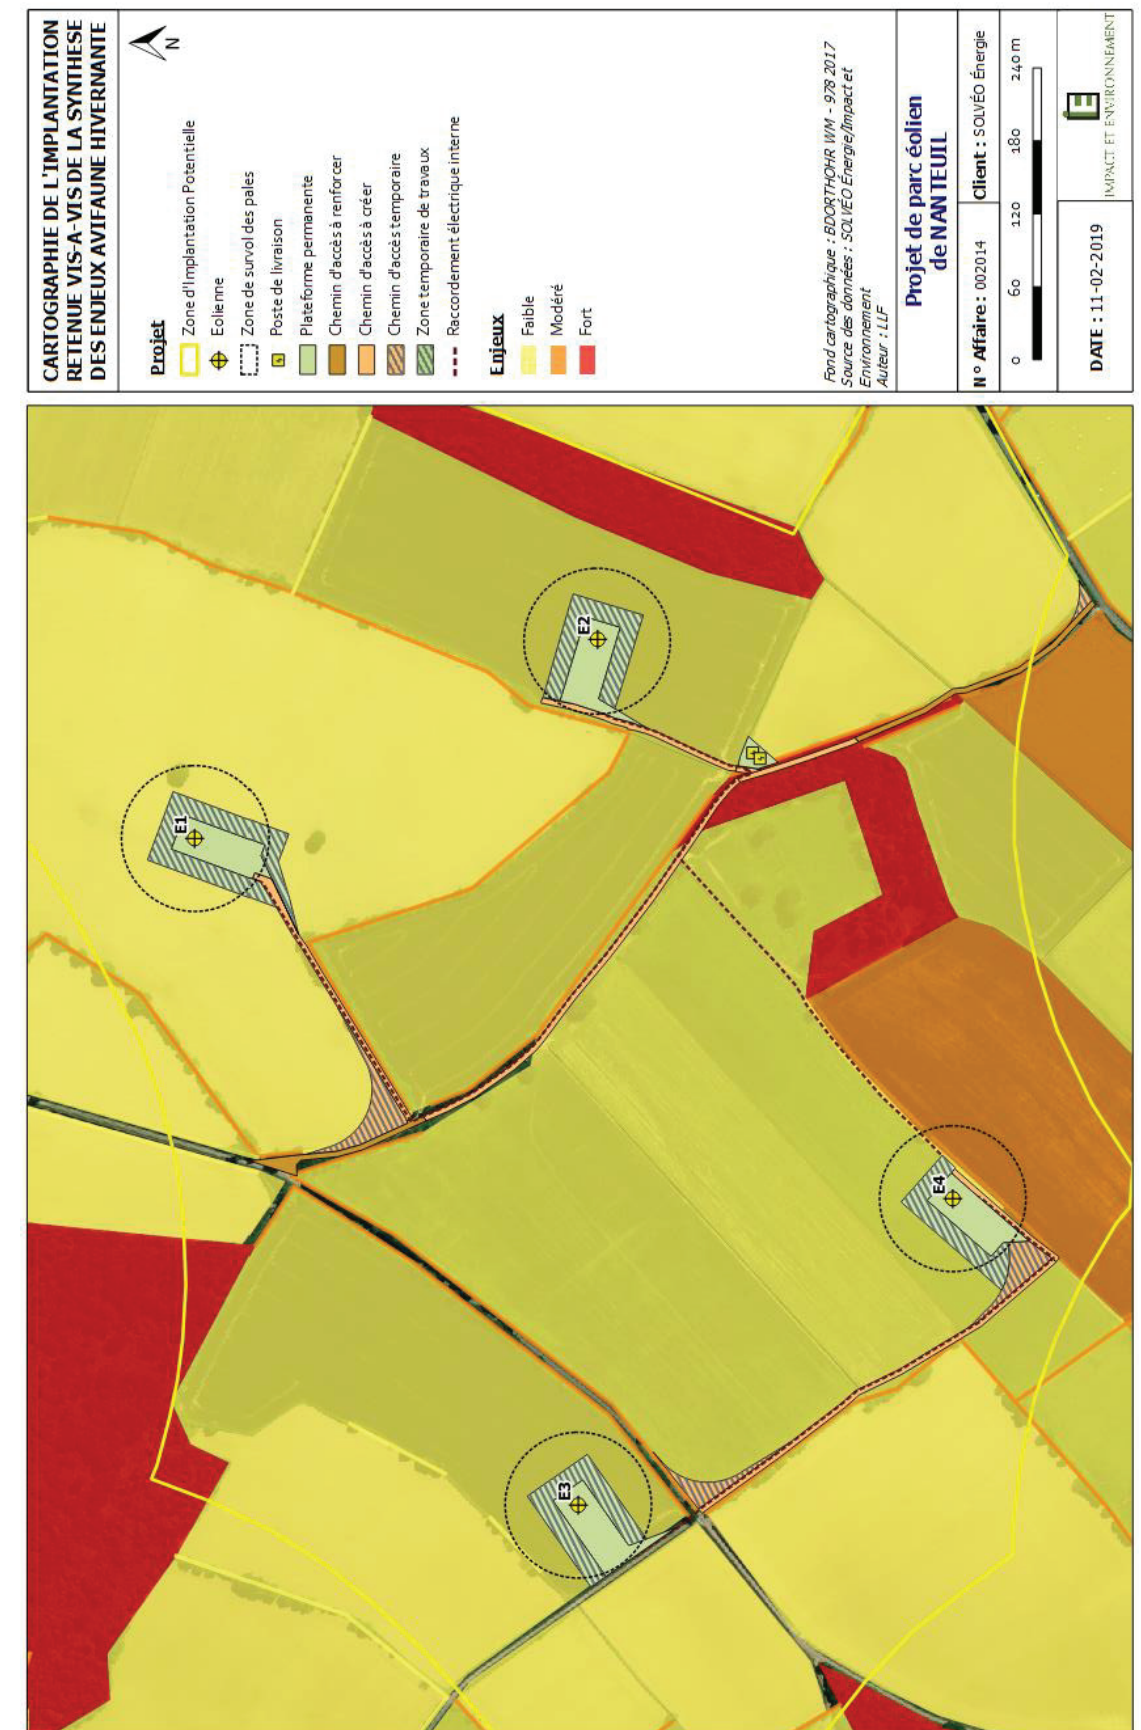 CARTOGRAPHIE DE L'IMPLANTATION
RETENUE VIS-A-VIS DE LA SYNTHESE
DES ENJEUX AVIFAUNE HIVERNANTE
N
Projet
Zone d'Implantation Potentielle
Eolienne
Zone de survol des pales
Poste de livraison
Plateforme permanente
Chemin d'accès à renforcer
Chemin d'accès à créer
Chemin d'accès temporaire
Zone temporaire de travaux
Raccordement électrique interne
Enjeux
Faible
Modéré
Fort
Fond cartographique : BDORTHOHR WM - 978 2017
Source des données : SOLVÉO Énergie/Impact et
Environnement
Auteur : LLF
Projet de parc éolien
de NANTEUIL
N° Affaire : 002014
Client : SOLVÉO Énergie
0 60 120 180 240 m
DATE : 11-02-2019
IE
IMPACT ET ENVIRONNEMENT
E1
E2
E3
E4